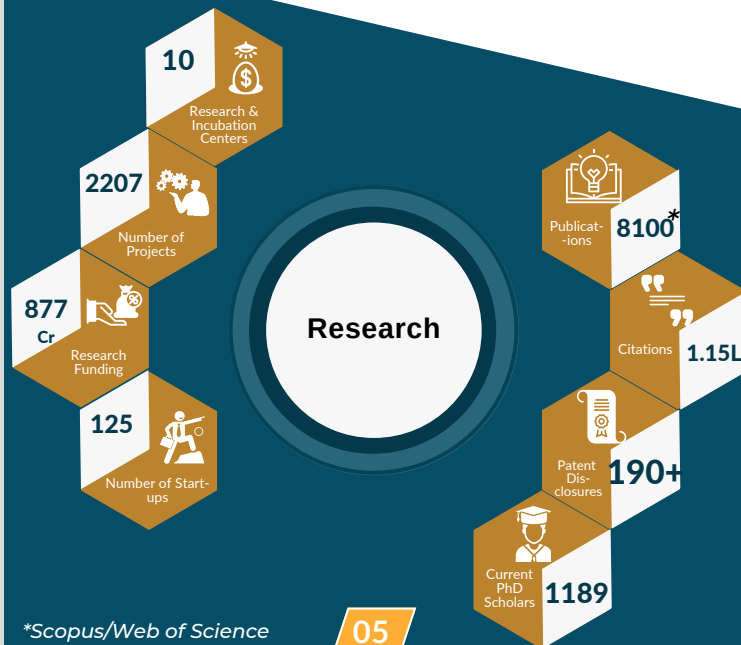 10
Research &
Incubation
Centers
2207
Number of
Projects
877
Cr
Research
Funding
125
Number of Start-
ups
Research
Publicat-
-ions
8100*
Citations
1.15L
Patent
Dis-
closures
190+
Current
PhD
Scholars
1189
*Scopus/Web of Science
05